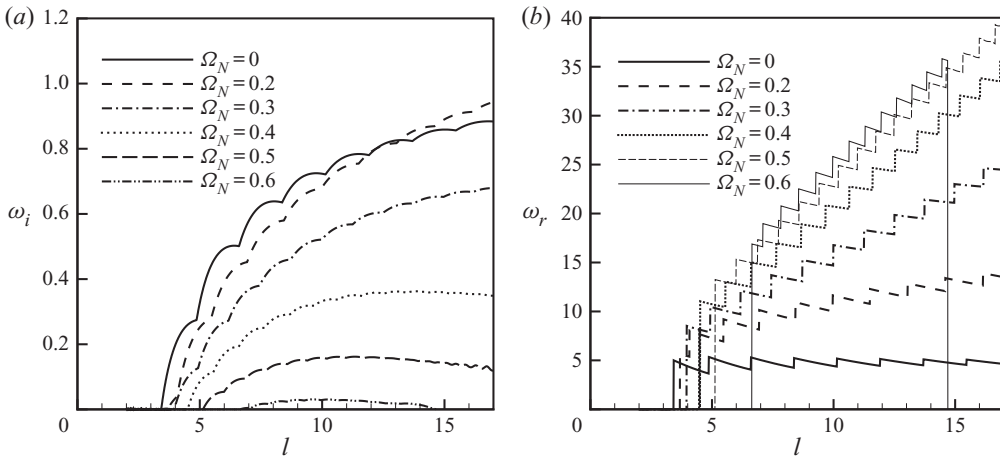 (a)
1.2
1.0
0.8
0.6
0.4
0.2
0
5
10
15
ω_i
l
Ω_N = 0
Ω_N = 0.2
Ω_N = 0.3
Ω_N = 0.4
Ω_N = 0.5
Ω_N = 0.6
(b)
40
35
30
25
20
15
10
5
0
5
10
15
ω_r
l
Ω_N = 0
Ω_N = 0.2
Ω_N = 0.3
Ω_N = 0.4
Ω_N = 0.5
Ω_N = 0.6